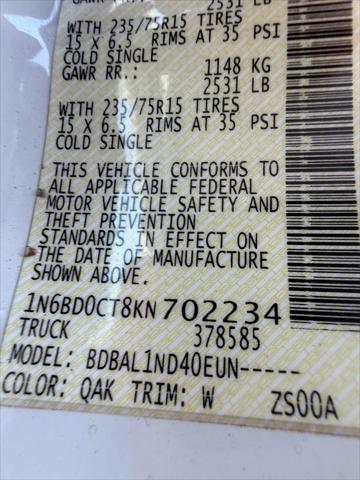 2531 LB
WITH 235/75R15 TIRES
15 X 6.5 RIMS AT 35 PSI
COLD SINGLE
GAWR RR.: 1148 KG
2531 LB
WITH 235/75R15 TIRES
15 X 6.5 RIMS AT 35 PSI
COLD SINGLE
THIS VEHICLE CONFORMS TO
ALL APPLICABLE FEDERAL
MOTOR VEHICLE SAFETY AND
THEFT PREVENTION
STANDARDS IN EFFECT ON
THE DATE OF MANUFACTURE
SHOWN ABOVE.
1N6BD0CT8KN702234
TRUCK 378585
MODEL: BDBAL1ND40EUN-----
COLOR: QAK TRIM: W ZS00A